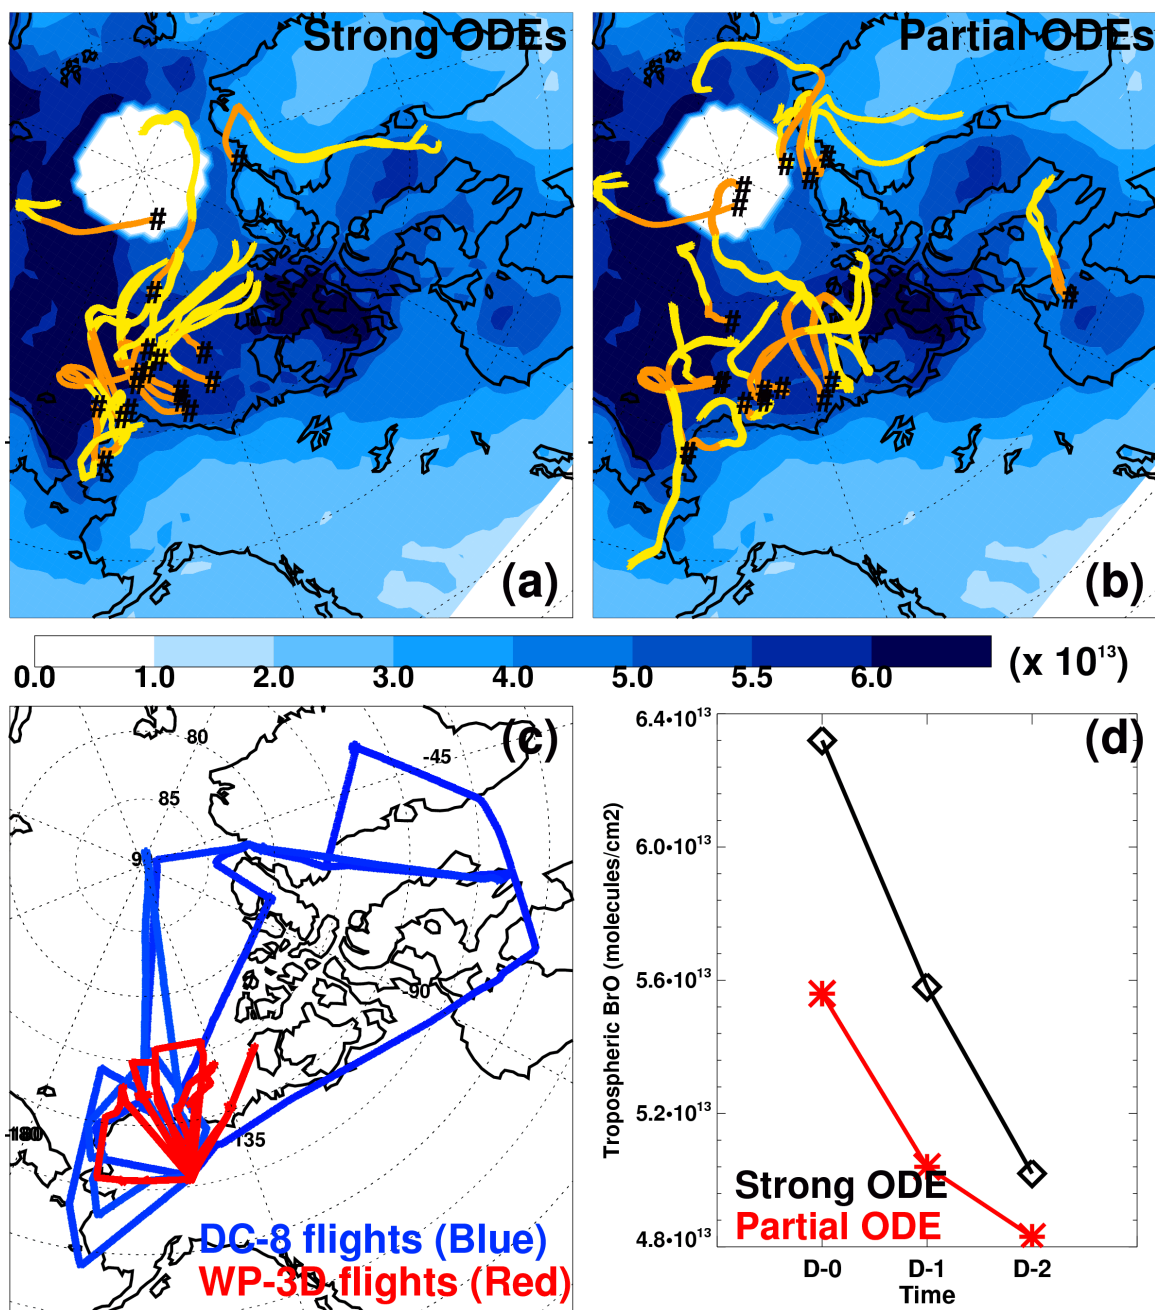 Strong ODEs
Partial ODEs
(a)
(b)
0.0 1.0 2.0 3.0 4.0 5.0 5.5 6.0
(x 10¹³)
(c)
80
-45
85
-90
135
-180
DC-8 flights (Blue)
WP-3D flights (Red)
(d)
6.4•10¹³
6.0•10¹³
5.6•10¹³
5.2•10¹³
4.8•10¹³
Tropospheric BrO (molecules/cm2)
Strong ODE
Partial ODE
D-0 D-1 D-2
Time